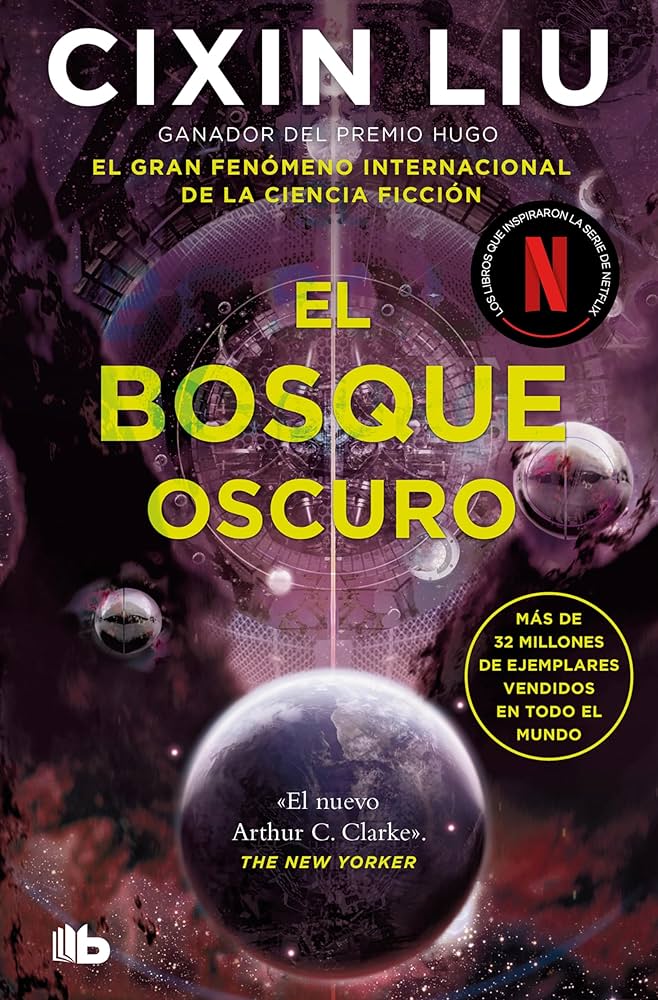 CIXIN LIU
GANADOR DEL PREMIO HUGO
EL GRAN FENÓMENO INTERNACIONAL
DE LA CIENCIA FICCIÓN
LOS LIBROS QUE INSPIRARON LA SERIE DE NETFLIX
N
EL
BOSQUE
OSCURO
MÁS DE
32 MILLONES
DE EJEMPLARES
VENDIDOS
EN TODO EL
MUNDO
«El nuevo
Arthur C. Clarke».
THE NEW YORKER
b